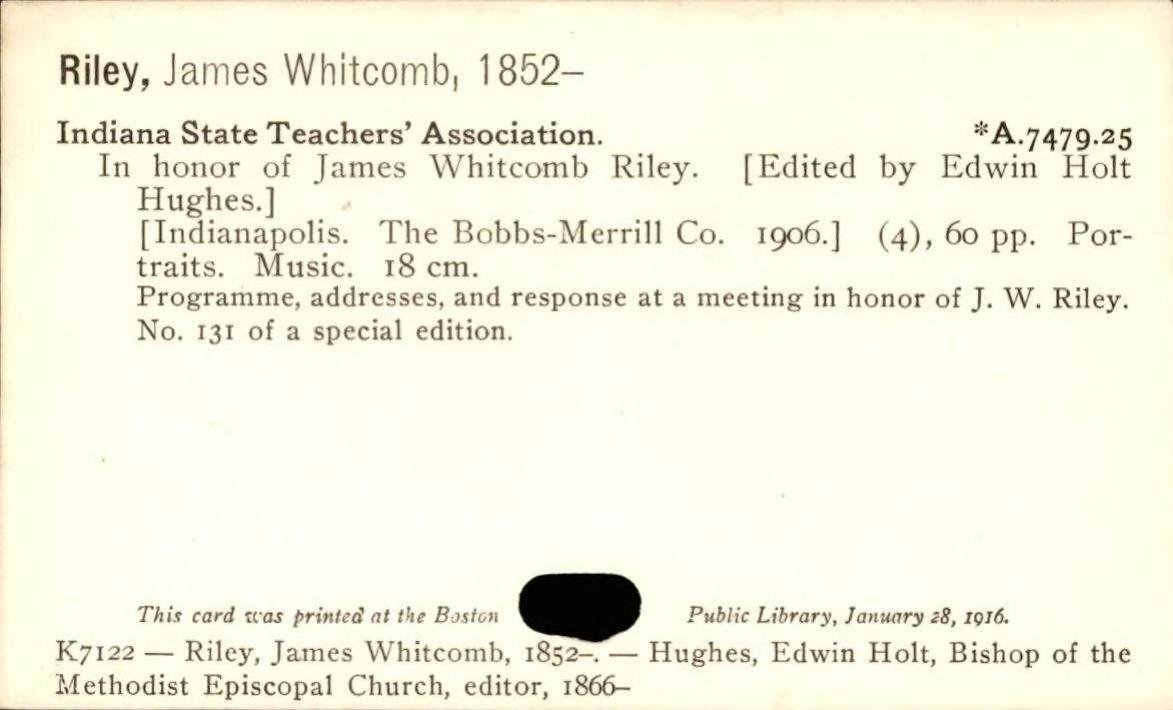 Riley, James Whitcomb, 1852–
Indiana State Teachers' Association. *A.7479.25
In honor of James Whitcomb Riley. [Edited by Edwin Holt
Hughes.]
[Indianapolis. The Bobbs-Merrill Co. 1906.] (4), 60 pp. Por-
traits. Music. 18 cm.
Programme, addresses, and response at a meeting in honor of J. W. Riley.
No. 131 of a special edition.
This card was printed at the Boston Public Library, January 28, 1916.
K7122 — Riley, James Whitcomb, 1852–. — Hughes, Edwin Holt, Bishop of the
Methodist Episcopal Church, editor, 1866–